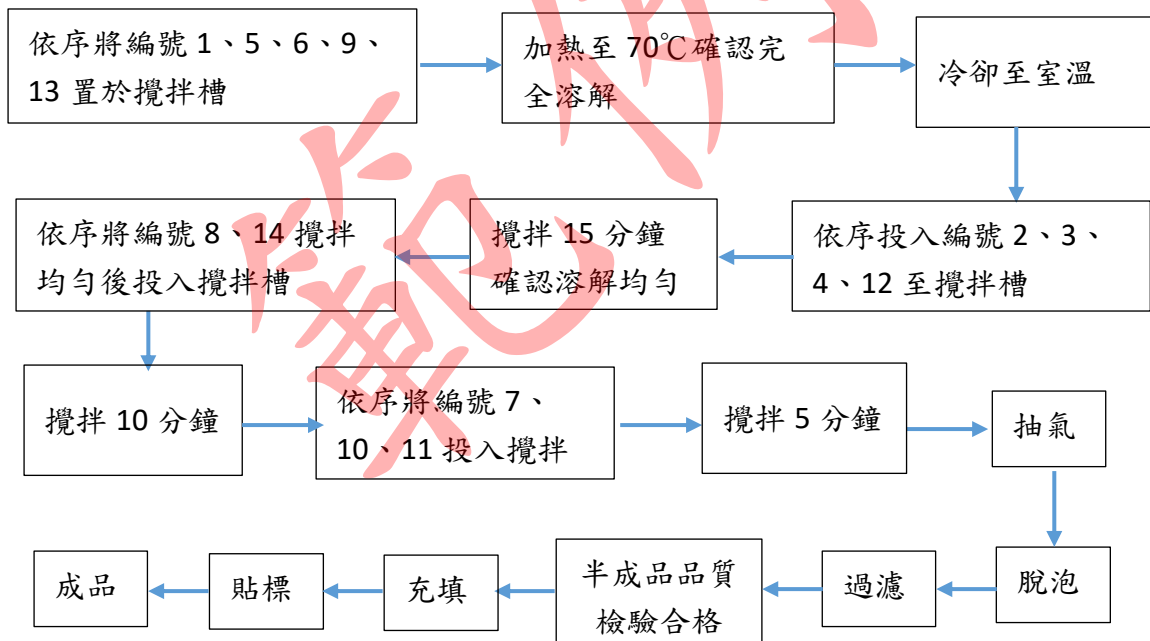 依序將編號 1、5、6、9、
13 置於攪拌槽
加熱至 70℃確認完
全溶解
冷卻至室溫
依序投入編號 2、3、
4、12 至攪拌槽
攪拌 15 分鐘
確認溶解均勻
依序將編號 8、14 攪拌
均勻後投入攪拌槽
攪拌 10 分鐘
依序將編號 7、
10、11 投入攪拌
攪拌 5 分鐘
抽氣
脫泡
過濾
半成品品質
檢驗合格
充填
貼標
成品
範例